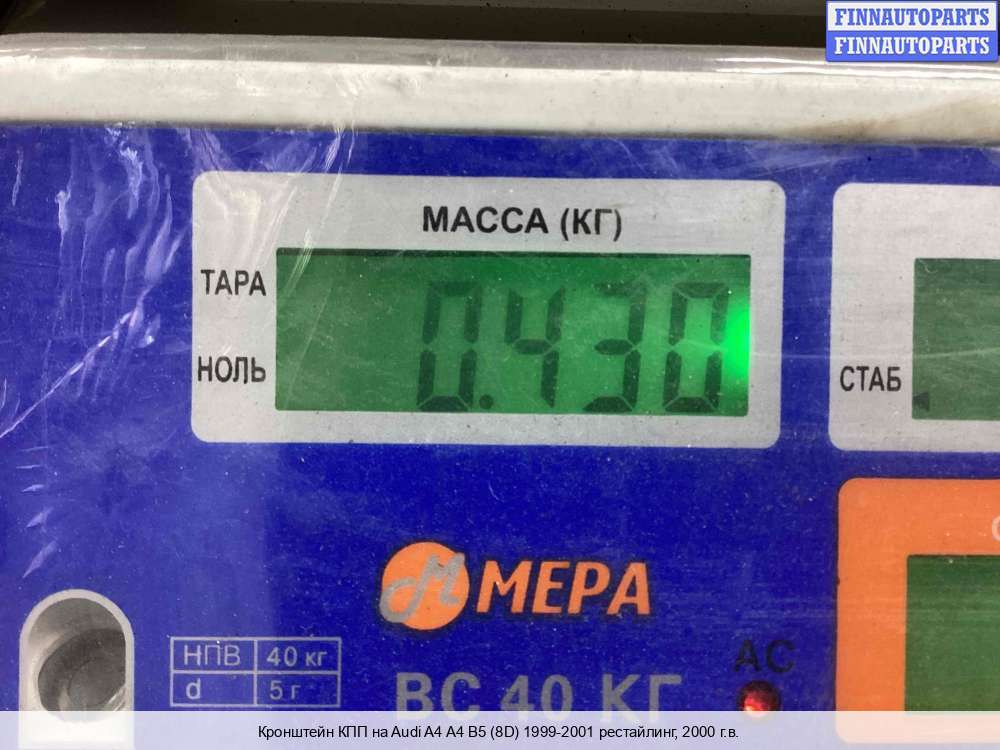 FINNAUTOPARTS
FINNAUTOPARTS
МАССА (КГ)
ТАРА
0.430
НОЛЬ
СТАБ
М МЕРА
НПВ 40 кг
d 5 г
АС
ВС 40 КГ
Кронштейн КПП на Audi A4 A4 B5 (8D) 1999-2001 рестайлинг, 2000 г.в.